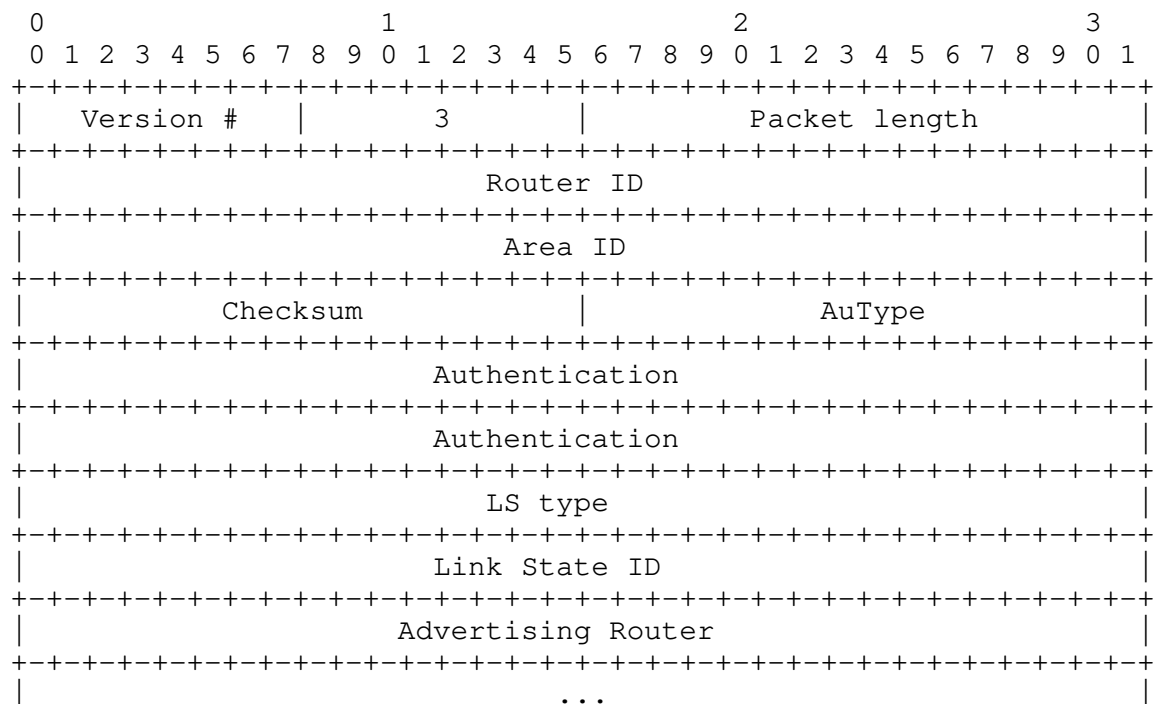 0                   1                   2                   3
0 1 2 3 4 5 6 7 8 9 0 1 2 3 4 5 6 7 8 9 0 1 2 3 4 5 6 7 8 9 0 1
+-+-+-+-+-+-+-+-+-+-+-+-+-+-+-+-+-+-+-+-+-+-+-+-+-+-+-+-+-+-+-+-+
|   Version #   |       3       |         Packet length         |
+-+-+-+-+-+-+-+-+-+-+-+-+-+-+-+-+-+-+-+-+-+-+-+-+-+-+-+-+-+-+-+-+
|                          Router ID                            |
+-+-+-+-+-+-+-+-+-+-+-+-+-+-+-+-+-+-+-+-+-+-+-+-+-+-+-+-+-+-+-+-+
|                           Area ID                             |
+-+-+-+-+-+-+-+-+-+-+-+-+-+-+-+-+-+-+-+-+-+-+-+-+-+-+-+-+-+-+-+-+
|           Checksum            |             AuType            |
+-+-+-+-+-+-+-+-+-+-+-+-+-+-+-+-+-+-+-+-+-+-+-+-+-+-+-+-+-+-+-+-+
|                       Authentication                          |
+-+-+-+-+-+-+-+-+-+-+-+-+-+-+-+-+-+-+-+-+-+-+-+-+-+-+-+-+-+-+-+-+
|                       Authentication                          |
+-+-+-+-+-+-+-+-+-+-+-+-+-+-+-+-+-+-+-+-+-+-+-+-+-+-+-+-+-+-+-+-+
|                           LS type                             |
+-+-+-+-+-+-+-+-+-+-+-+-+-+-+-+-+-+-+-+-+-+-+-+-+-+-+-+-+-+-+-+-+
|                       Link State ID                           |
+-+-+-+-+-+-+-+-+-+-+-+-+-+-+-+-+-+-+-+-+-+-+-+-+-+-+-+-+-+-+-+-+
|                     Advertising Router                        |
+-+-+-+-+-+-+-+-+-+-+-+-+-+-+-+-+-+-+-+-+-+-+-+-+-+-+-+-+-+-+-+-+
|                              ...                              |